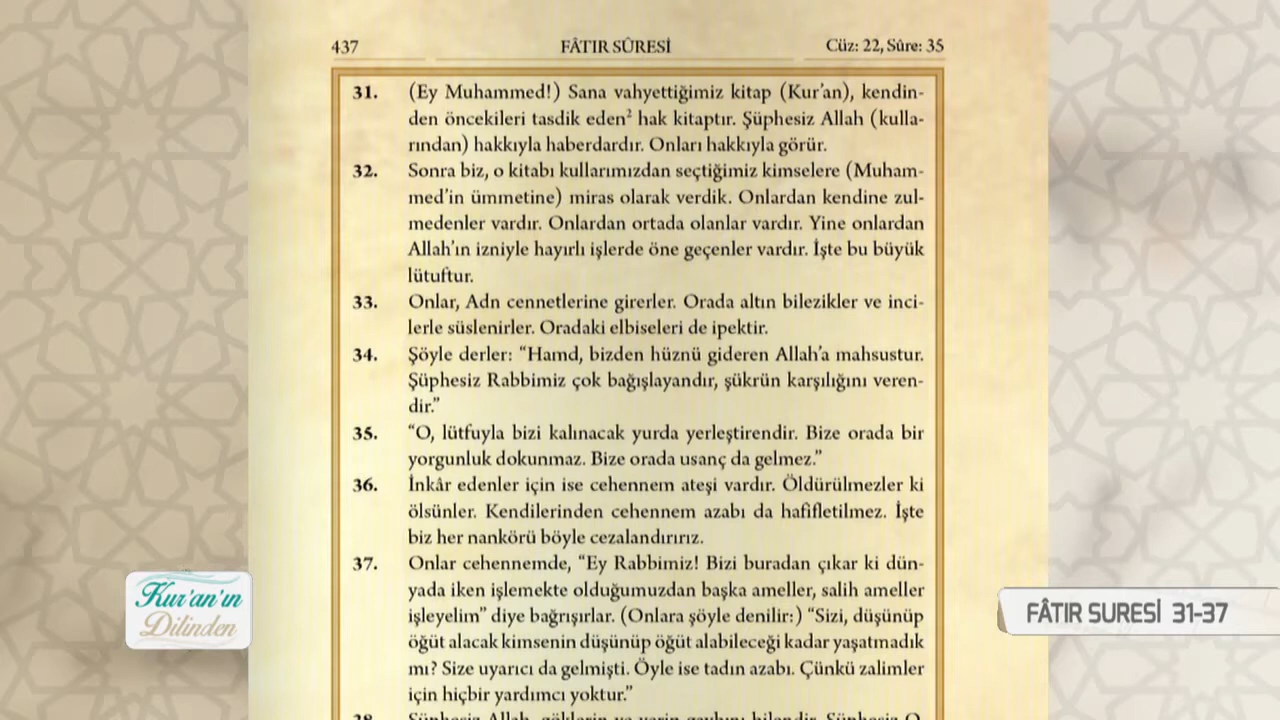 437 FÂTIR SÛRESİ Cüz: 22, Sûre: 35
31. (Ey Muhammed!) Sana vahyettiğimiz kitap (Kur’an), kendin-
den öncekileri tasdik eden² hak kitaptır. Şüphesiz Allah (kulla-
rından) hakkıyla haberdardır. Onları hakkıyla görür.
32. Sonra biz, o kitabı kullarımızdan seçtiğimiz kimselere (Muham-
med’in ümmetine) miras olarak verdik. Onlardan kendine zul-
medenler vardır. Onlardan ortada olanlar vardır. Yine onlardan
Allah’ın izniyle hayırlı işlerde öne geçenler vardır. İşte bu büyük
lütuftur.
33. Onlar, Adn cennetlerine girerler. Orada altın bilezikler ve inci-
lerle süslenirler. Oradaki elbiseleri de ipektir.
34. Şöyle derler: “Hamd, bizden hüznü gideren Allah’a mahsustur.
Şüphesiz Rabbimiz çok bağışlayandır, şükrün karşılığını veren-
dir.”
35. “O, lütfuyla bizi kalınacak yurda yerleştirendir. Bize orada bir
yorgunluk dokunmaz. Bize orada usanç da gelmez.”
36. İnkâr edenler için ise cehennem ateşi vardır. Öldürülmezler ki
ölsünler. Kendilerinden cehennem azabı da hafifletilmez. İşte
biz her nankörü böyle cezalandırırız.
37. Onlar cehennemde, “Ey Rabbimiz! Bizi buradan çıkar ki dün-
yada iken işlemekte olduğumuzdan başka ameller, salih ameller
işleyelim” diye bağrışırlar. (Onlara şöyle denilir:) “Sizi, düşünüp
öğüt alacak kimsenin düşünüp öğüt alabileceği kadar yaşatmadık
mı? Size uyarıcı da gelmişti. Öyle ise tadın azabı. Çünkü zalimler
için hiçbir yardımcı yoktur.”
38. Şüphesiz Allah, göklerin ve yerin gaybını bilendir. Şüphesiz O,
Kur’an’ın
Dilinden
FÂTIR SURESİ 31-37